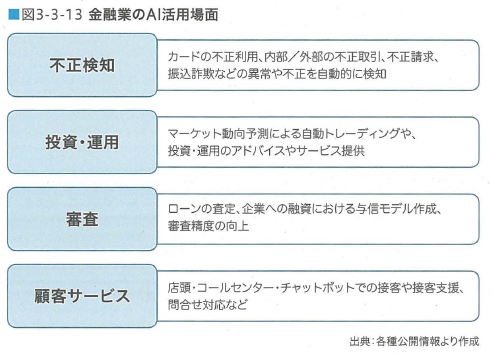 ■図3-3-13 金融業のAI活用場面
不正検知
カードの不正利用、内部／外部の不正取引、不正請求、
振込詐欺などの異常や不正を自動的に検知
投資・運用
マーケット動向予測による自動トレーディングや、
投資・運用のアドバイスやサービス提供
審査
ローンの査定、企業への融資における与信モデル作成、
審査精度の向上
顧客サービス
店頭・コールセンター・チャットボットでの接客や接客支援、
問合せ対応など
出典：各種公開情報より作成